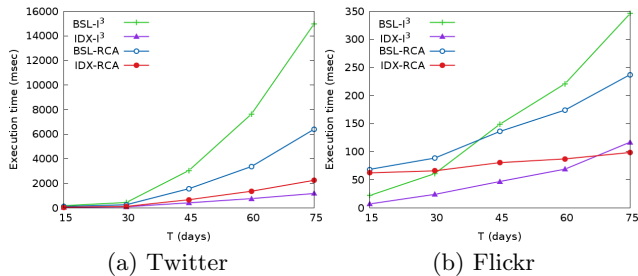 16000
14000
12000
10000
8000
6000
4000
2000
0
Execution time (msec)
BSL-I³
IDX-I³
BSL-RCA
IDX-RCA
15 30 45 60 75
T (days)
(a) Twitter
350
300
250
200
150
100
50
0
Execution time (msec)
BSL-I³
IDX-I³
BSL-RCA
IDX-RCA
15 30 45 60 75
T (days)
(b) Flickr